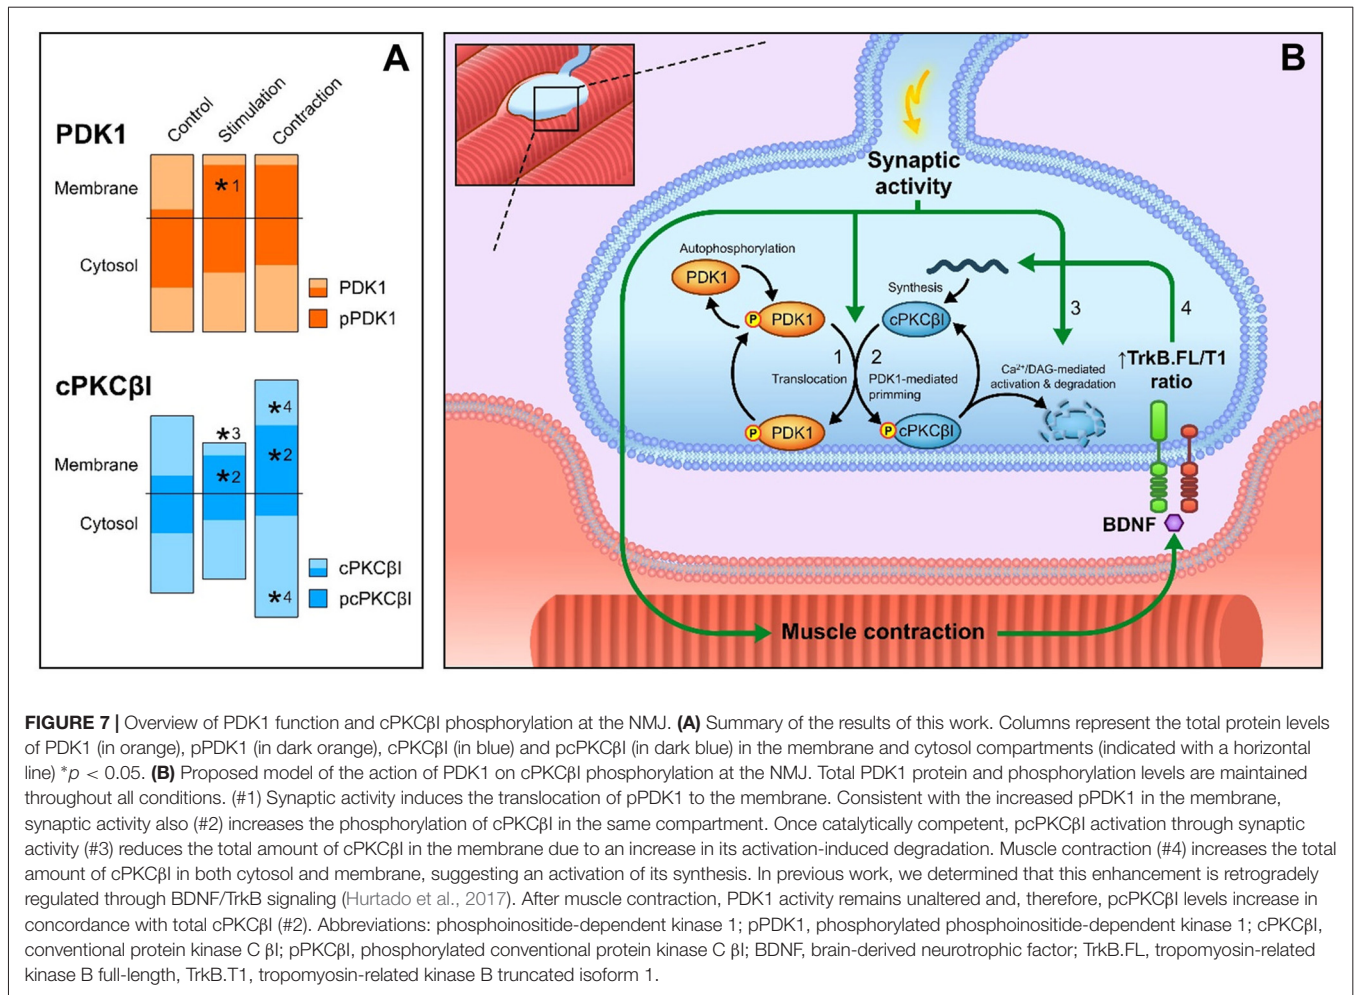 A
Control
Stimulation
Contraction
PDK1
Membrane
* 1
Cytosol
PDK1
pPDK1
cPKCβI
* 4
* 3
Membrane
* 2
* 2
Cytosol
cPKCβI
* 4
pcPKCβI
B
Synaptic
activity
Autophosphorylation
PDK1
Synthesis
P PDK1
cPKCβI
3
4
1
2
Translocation
PDK1-mediated
primming
Ca²⁺/DAG-mediated
activation & degradation
↑TrkB.FL/T1
ratio
P PDK1
P cPKCβI
BDNF
Muscle contraction
FIGURE 7 | Overview of PDK1 function and cPKCβI phosphorylation at the NMJ. (A) Summary of the results of this work. Columns represent the total protein levels
of PDK1 (in orange), pPDK1 (in dark orange), cPKCβI (in blue) and pcPKCβI (in dark blue) in the membrane and cytosol compartments (indicated with a horizontal
line) *p < 0.05. (B) Proposed model of the action of PDK1 on cPKCβI phosphorylation at the NMJ. Total PDK1 protein and phosphorylation levels are maintained
throughout all conditions. (#1) Synaptic activity induces the translocation of pPDK1 to the membrane. Consistent with the increased pPDK1 in the membrane,
synaptic activity also (#2) increases the phosphorylation of cPKCβI in the same compartment. Once catalytically competent, pcPKCβI activation through synaptic
activity (#3) reduces the total amount of cPKCβI in the membrane due to an increase in its activation-induced degradation. Muscle contraction (#4) increases the total
amount of cPKCβI in both cytosol and membrane, suggesting an activation of its synthesis. In previous work, we determined that this enhancement is retrogradely
regulated through BDNF/TrkB signaling (Hurtado et al., 2017). After muscle contraction, PDK1 activity remains unaltered and, therefore, pcPKCβI levels increase in
concordance with total cPKCβI (#2). Abbreviations: phosphoinositide-dependent kinase 1; pPDK1, phosphorylated phosphoinositide-dependent kinase 1; cPKCβI,
conventional protein kinase C βI; pPKCβI, phosphorylated conventional protein kinase C βI; BDNF, brain-derived neurotrophic factor; TrkB.FL, tropomyosin-related
kinase B full-length, TrkB.T1, tropomyosin-related kinase B truncated isoform 1.